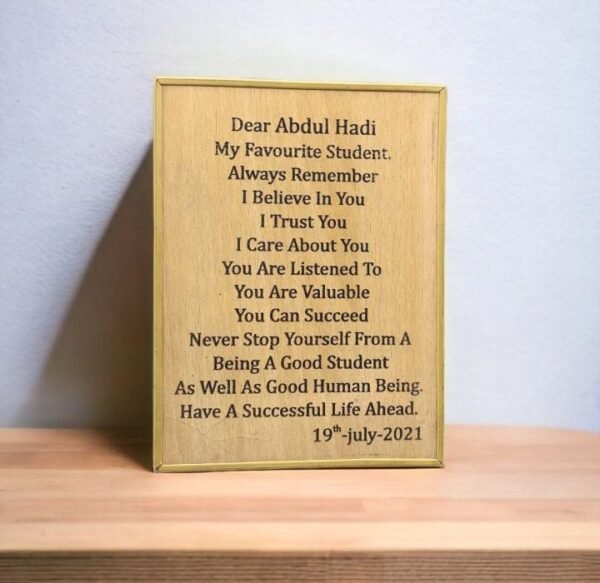 Dear Abdul Hadi
My Favourite Student.
Always Remember
I Believe In You
I Trust You
I Care About You
You Are Listened To
You Are Valuable
You Can Succeed
Never Stop Yourself From A
Being A Good Student
As Well As Good Human Being.
Have A Successful Life Ahead.
19th-july-2021